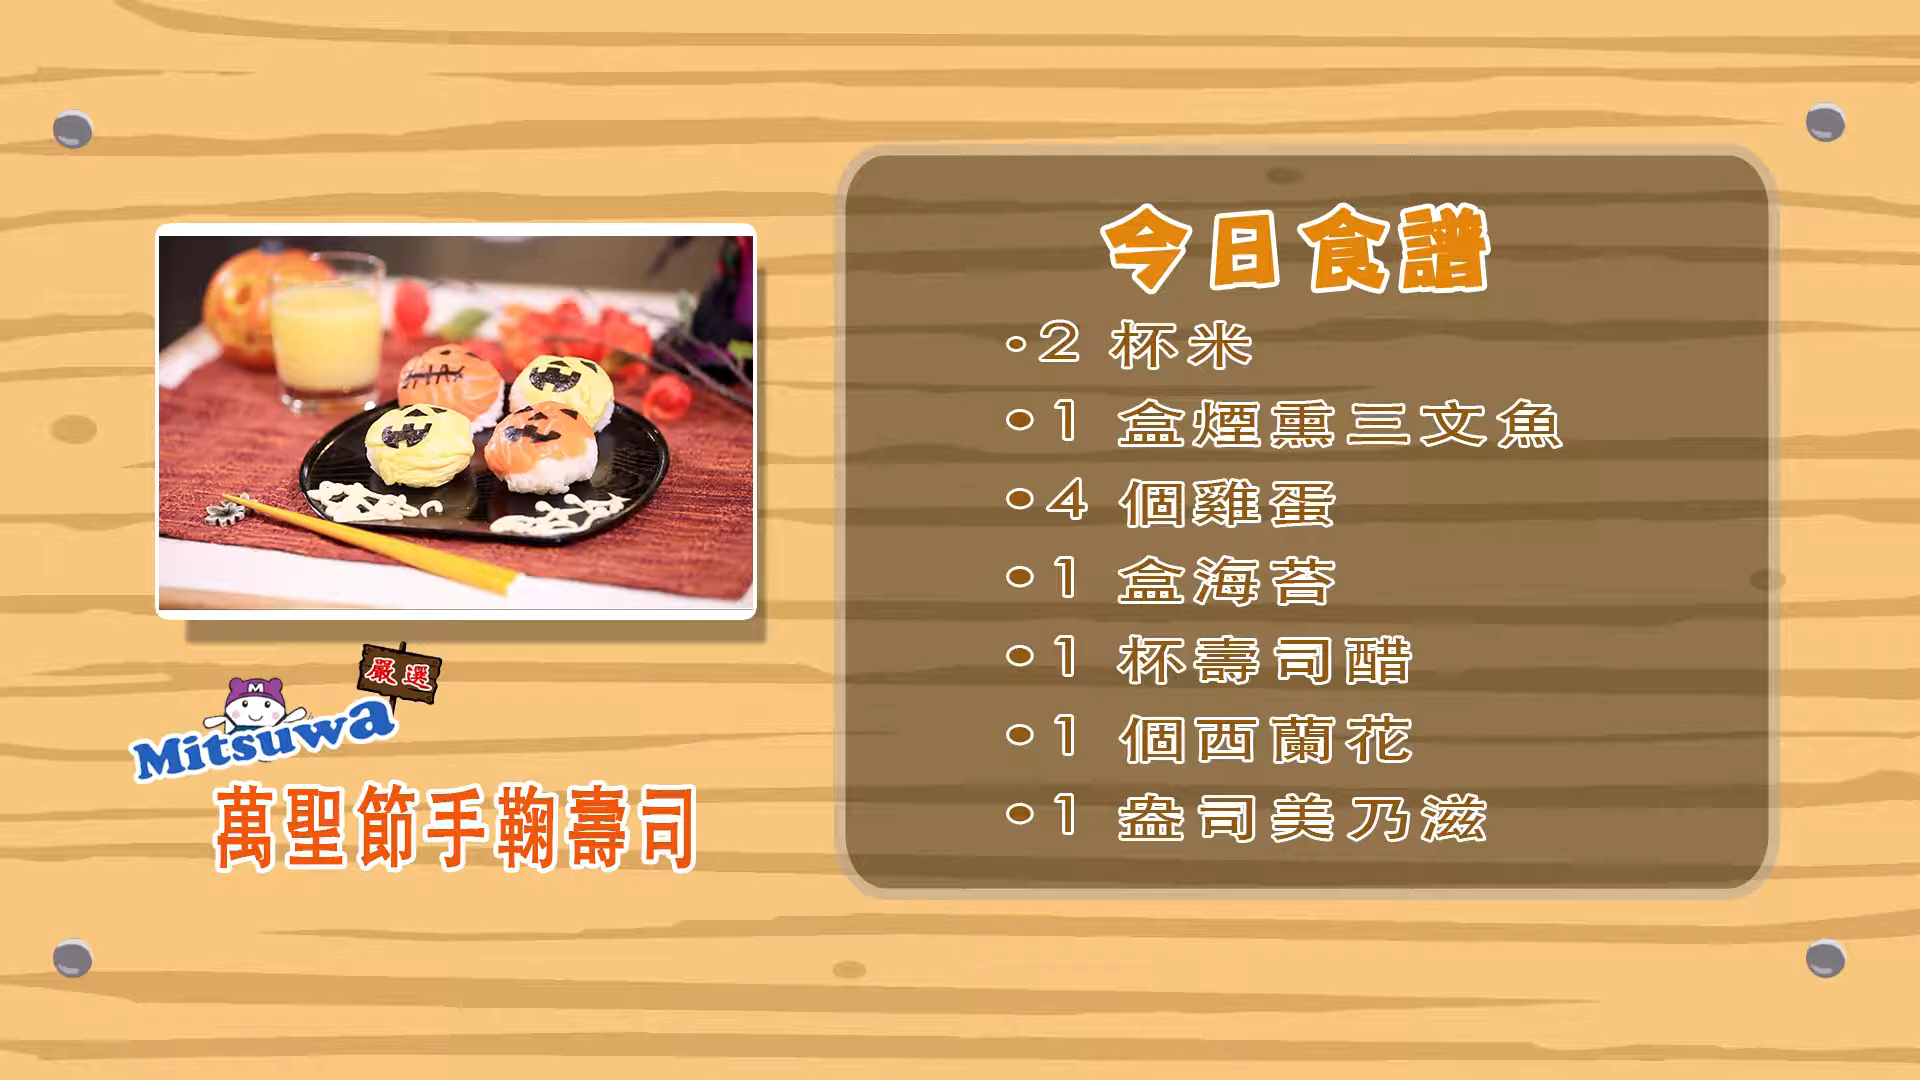 嚴選
M
Mitsuwa
萬聖節手鞠壽司
今日食譜
•2 杯米
•1 盒煙熏三文魚
•4 個雞蛋
•1 盒海苔
•1 杯壽司醋
•1 個西蘭花
•1 盎司美乃滋